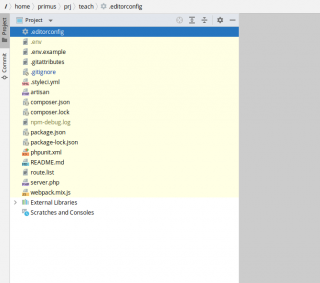 / home primus prj teach .editorconfig
Project
Project
Commit
.editorconfig
.env
.env.example
.gitattributes
.gitignore
.styleci.yml
artisan
composer.json
composer.lock
npm-debug.log
package.json
package-lock.json
phpunit.xml
README.md
route.list
server.php
webpack.mix.js
External Libraries
Scratches and Consoles